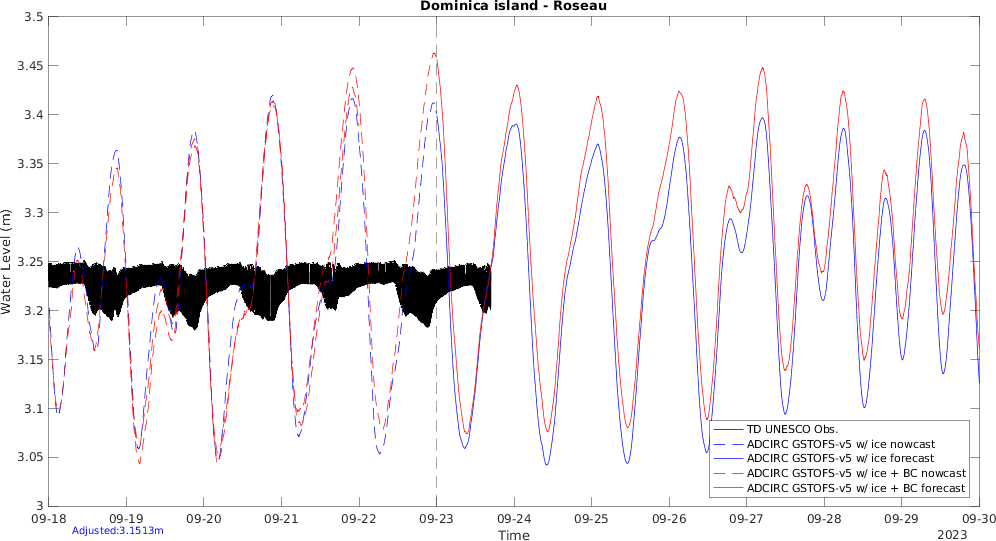 Dominica island - Roseau
3.5
3.45
3.4
3.35
3.3
3.25
3.2
3.15
3.1
3.05
3
Water Level (m)
TD UNESCO Obs.
ADCIRC GSTOFS-v5 w/ ice nowcast
ADCIRC GSTOFS-v5 w/ ice forecast
ADCIRC GSTOFS-v5 w/ ice + BC nowcast
ADCIRC GSTOFS-v5 w/ ice + BC forecast
09-18 09-19 09-20 09-21 09-22 09-23 09-24 09-25 09-26 09-27 09-28 09-29 09-30
Adjusted:3.1513m
Time
2023